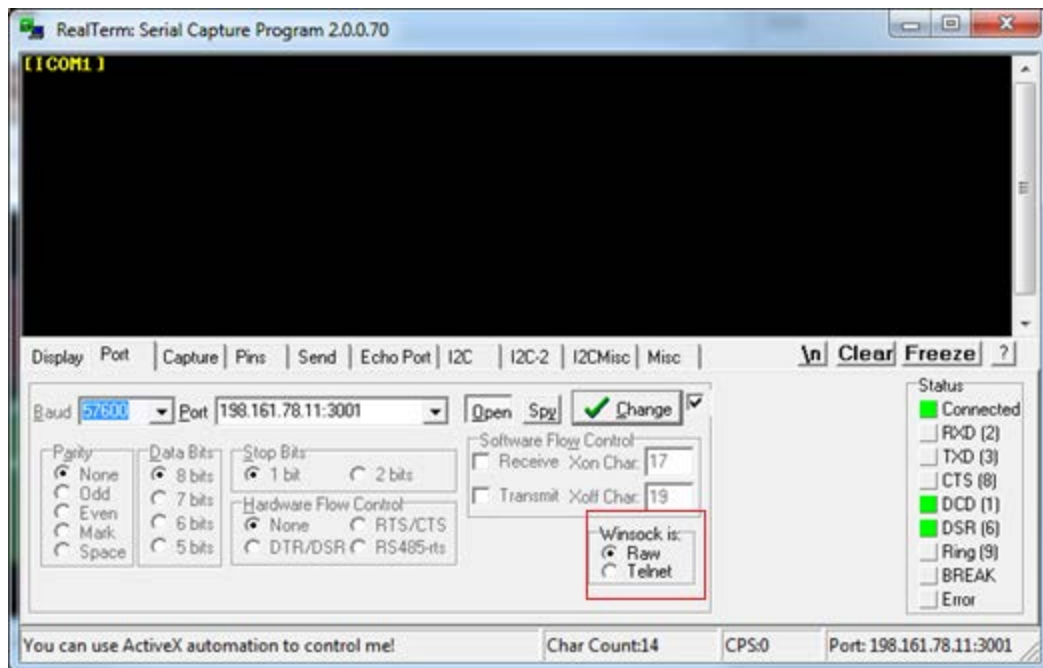 RealTerm: Serial Capture Program 2.0.0.70
[ICOM1]
Display Port Capture Pins Send Echo Port I2C I2C-2 I2CMisc Misc \n Clear Freeze ?
Baud 57600 Port 198.161.78.11:3001 Open Spy Change
Parity
None
Odd
Even
Mark
Space
Data Bits
8 bits
7 bits
6 bits
5 bits
Stop Bits
1 bit 2 bits
Hardware Flow Control
None RTS/CTS
DTR/DSR RS485-rts
Software Flow Control
Receive Xon Char: 17
Transmit Xoff Char: 19
Winsock is:
Raw
Telnet
Status
Connected
RXD (2)
TXD (3)
CTS (8)
DCD (1)
DSR (6)
Ring (9)
BREAK
Error
You can use ActiveX automation to control me! Char Count:14 CPS:0 Port: 198.161.78.11:3001